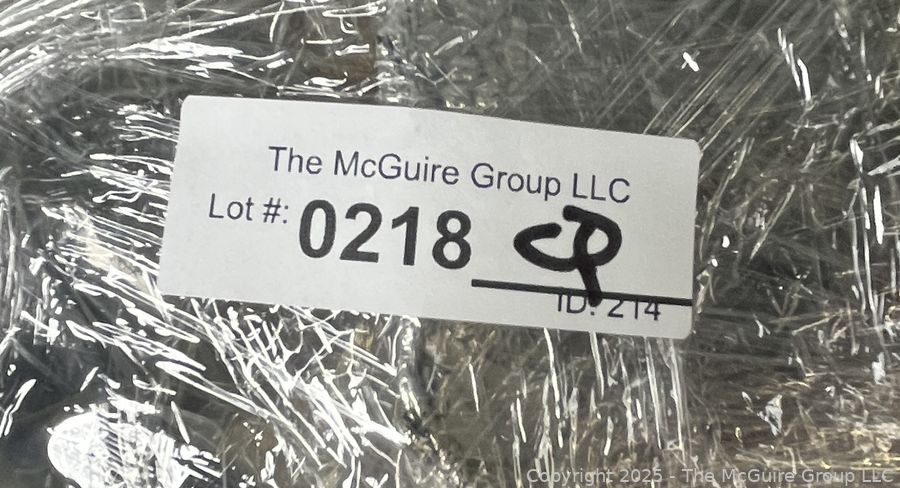 The McGuire Group LLC
Lot #: 0218
ID: 214
Copyright 2025 - The McGuire Group LLC